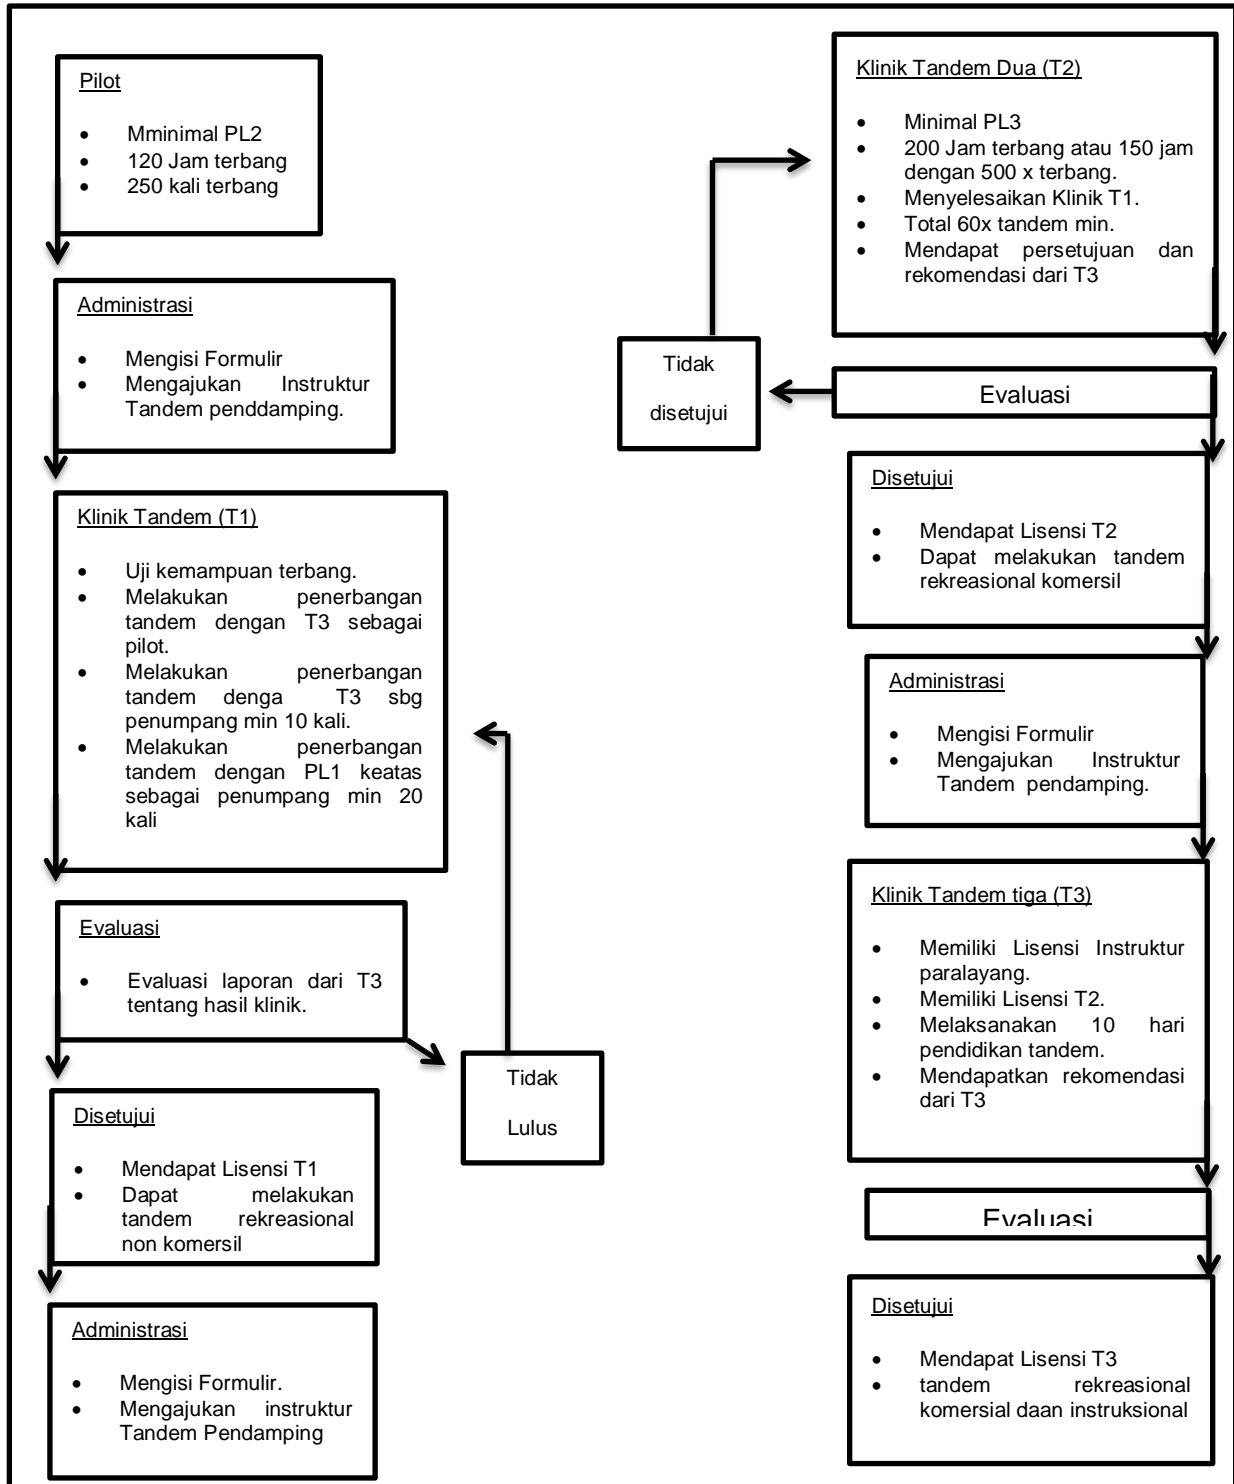 Pilot
• Mminimal PL2
• 120 Jam terbang
• 250 kali terbang
Administrasi
• Mengisi Formulir
• Mengajukan Instruktur
Tandem penddamping.
Klinik Tandem (T1)
• Uji kemampuan terbang.
• Melakukan penerbangan
tandem dengan T3 sebagai
pilot.
• Melakukan penerbangan
tandem denga T3 sbg
penumpang min 10 kali.
• Melakukan penerbangan
tandem dengan PL1 keatas
sebagai penumpang min 20
kali
Evaluasi
• Evaluasi laporan dari T3
tentang hasil klinik.
Tidak
Lulus
Disetujui
• Mendapat Lisensi T1
• Dapat melakukan
tandem rekreasional
non komersil
Administrasi
• Mengisi Formulir.
• Mengajukan instruktur
Tandem Pendamping
Klinik Tandem Dua (T2)
• Minimal PL3
• 200 Jam terbang atau 150 jam
dengan 500 x terbang.
• Menyelesaikan Klinik T1.
• Total 60x tandem min.
• Mendapat persetujuan dan
rekomendasi dari T3
Tidak
disetujui
Evaluasi
Disetujui
• Mendapat Lisensi T2
• Dapat melakukan tandem
rekreasional komersil
Administrasi
• Mengisi Formulir
• Mengajukan Instruktur
Tandem pendamping.
Klinik Tandem tiga (T3)
• Memiliki Lisensi Instruktur
paralayang.
• Memiliki Lisensi T2.
• Melaksanakan 10 hari
pendidikan tandem.
• Mendapatkan rekomendasi
dari T3
Evaluasi
Disetujui
• Mendapat Lisensi T3
• tandem rekreasional
komersial daan instruksional